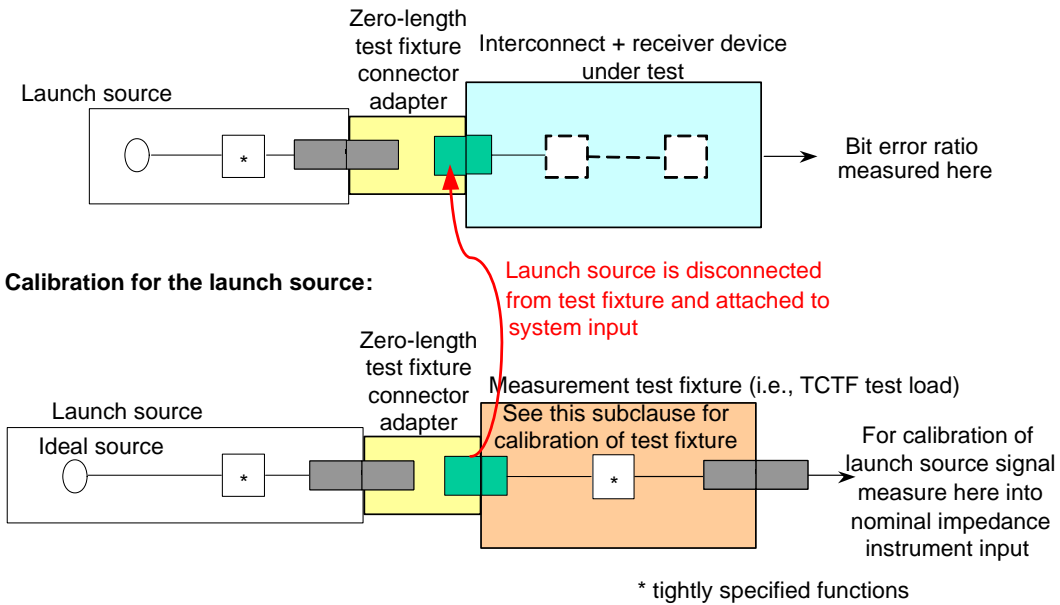 Zero-length
test fixture
connector
adapter
Interconnect + receiver device
under test
Launch source
*
Bit error ratio
measured here
Calibration for the launch source:
Launch source is disconnected
from test fixture and attached to
system input
Zero-length
test fixture
connector
adapter
Measurement test fixture (i.e., TCTF test load)
Launch source
See this subclause for
calibration of test fixture
Ideal source
*
*
For calibration of
launch source signal
measure here into
nominal impedance
instrument input
* tightly specified functions